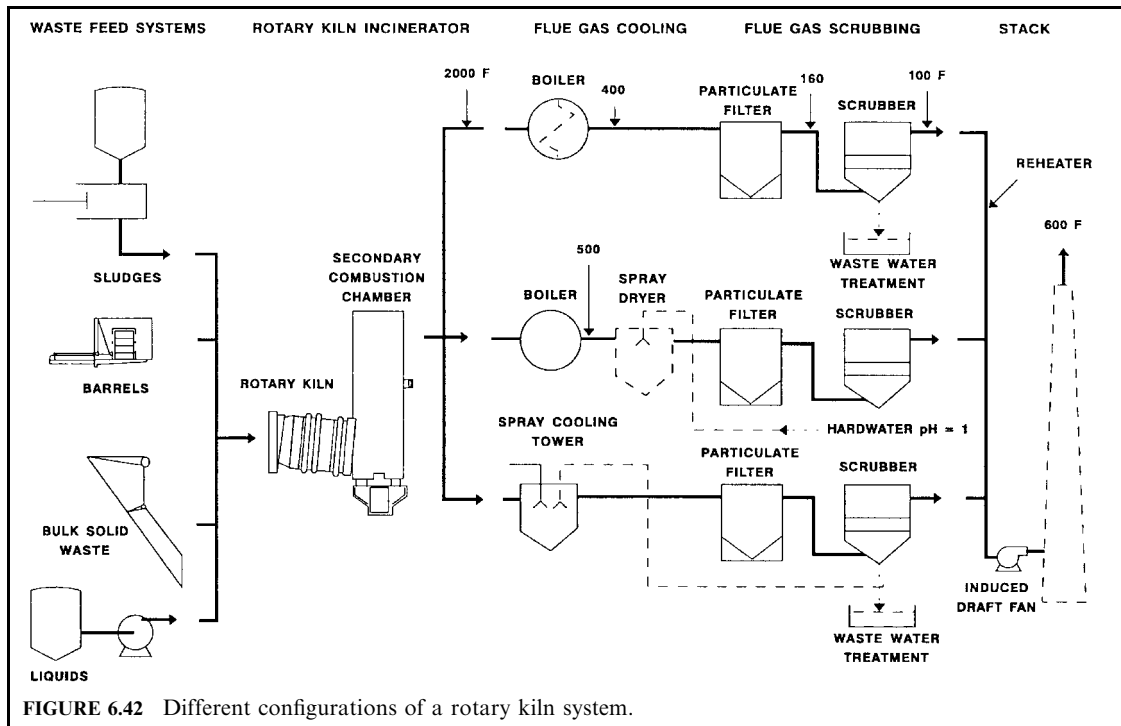 WASTE FEED SYSTEMS
ROTARY KILN INCINERATOR
FLUE GAS COOLING
FLUE GAS SCRUBBING
STACK
2000 F
BOILER
400
PARTICULATE
FILTER
160
SCRUBBER
100 F
REHEATER
600 F
WASTE WATER
TREATMENT
SLUDGES
SECONDARY
COMBUSTION
CHAMBER
BOILER
500
SPRAY
DRYER
PARTICULATE
FILTER
SCRUBBER
BARRELS
ROTARY KILN
HARDWATER pH = 1
SPRAY COOLING
TOWER
PARTICULATE
FILTER
SCRUBBER
BULK SOLID
WASTE
INDUCED
DRAFT FAN
WASTE WATER
TREATMENT
LIQUIDS
FIGURE 6.42 Different configurations of a rotary kiln system.